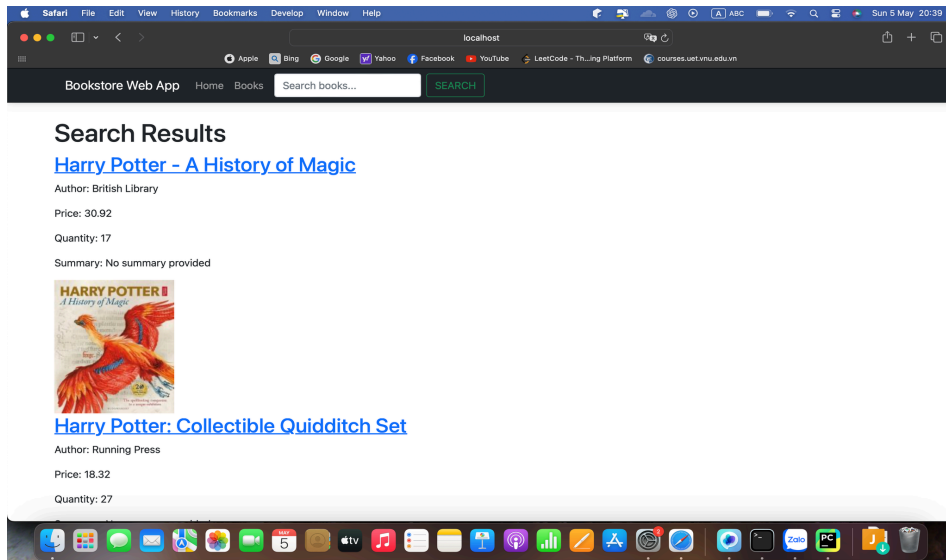 Safari File Edit View History Bookmarks Develop Window Help A ABC Sun 5 May 20:39
localhost
Apple Bing Google Yahoo Facebook YouTube LeetCode - Th...ing Platform courses.uet.vnu.edu.vn
Bookstore Web App Home Books Search books... SEARCH
Search Results
Harry Potter - A History of Magic
Author: British Library
Price: 30.92
Quantity: 17
Summary: No summary provided
HARRY POTTER
A History of Magic
Harry Potter: Collectible Quidditch Set
Author: Running Press
Price: 18.32
Quantity: 27
MAY
5
tv
Zalo
PC